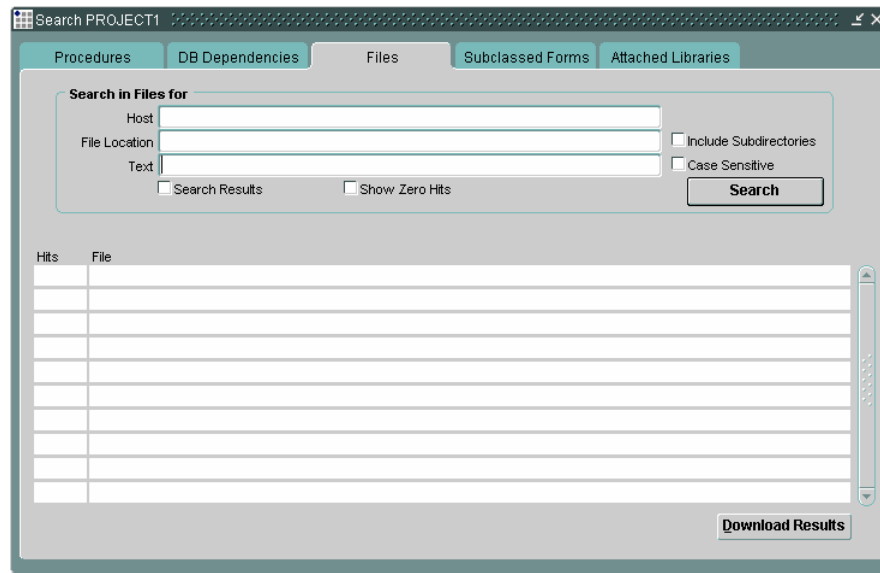 Search PROJECT1
Procedures DB Dependencies Files Subclassed Forms Attached Libraries
Search in Files for
Host
File Location Include Subdirectories
Text Case Sensitive
Search Results Show Zero Hits Search
Hits File
Download Results